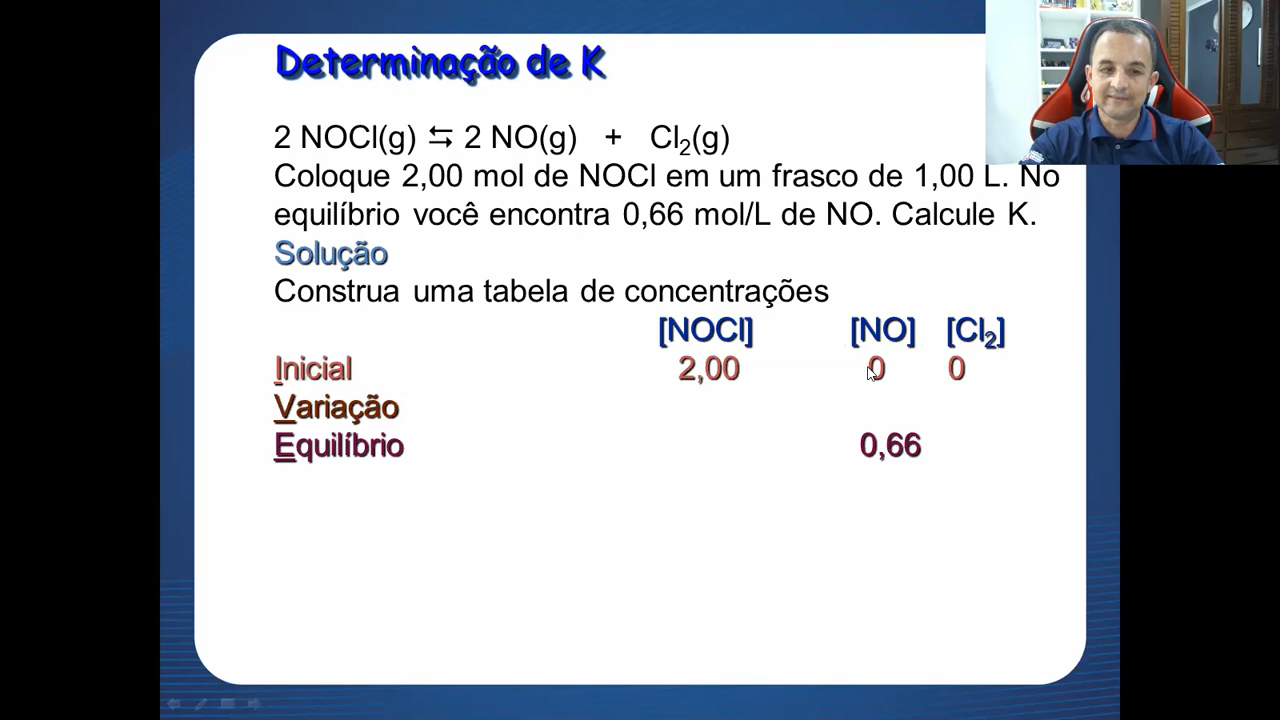 Determinação de K
2 NOCl(g) ⇆ 2 NO(g) + Cl₂(g)
Coloque 2,00 mol de NOCl em um frasco de 1,00 L. No
equilíbrio você encontra 0,66 mol/L de NO. Calcule K.
Solução
Construa uma tabela de concentrações
[NOCl] [NO] [Cl₂]
Inicial 2,00 0 0
Variação
Equilíbrio 0,66